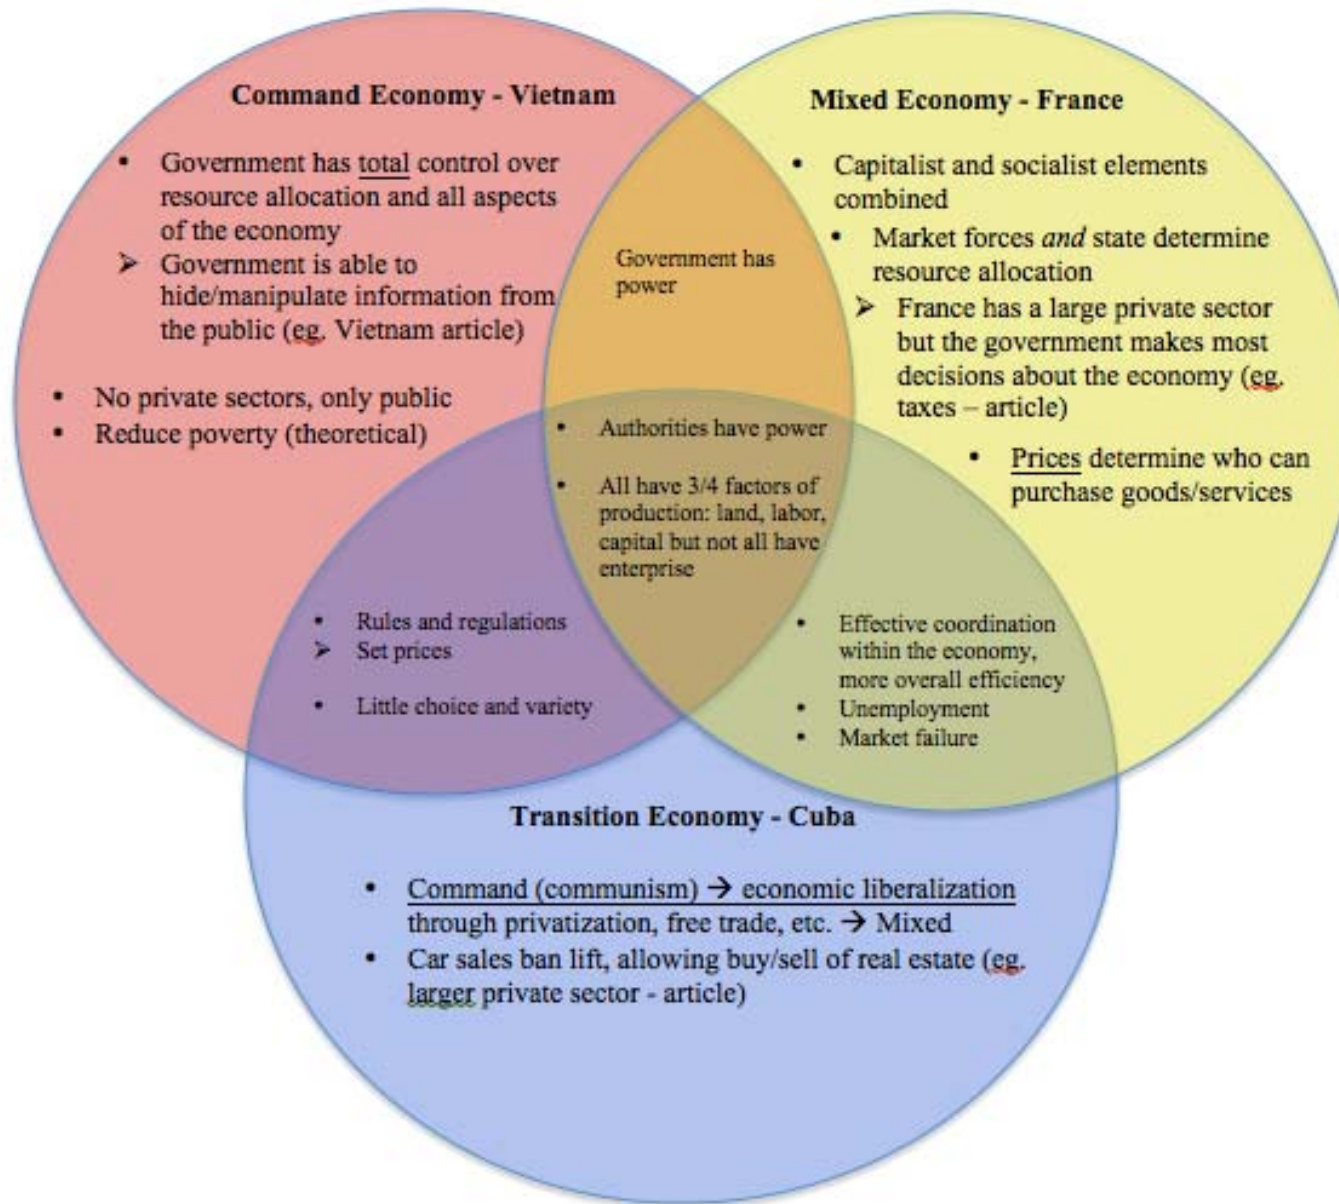 Command Economy - Vietnam
• Government has total control over
resource allocation and all aspects
of the economy
➢ Government is able to
hide/manipulate information from
the public (eg. Vietnam article)
• No private sectors, only public
• Reduce poverty (theoretical)
Mixed Economy - France
• Capitalist and socialist elements
combined
• Market forces and state determine
resource allocation
➢ France has a large private sector
but the government makes most
decisions about the economy (eg.
taxes – article)
• Prices determine who can
purchase goods/services
Government has
power
• Authorities have power
• All have 3/4 factors of
production: land, labor,
capital but not all have
enterprise
• Rules and regulations
➢ Set prices
• Little choice and variety
• Effective coordination
within the economy,
more overall efficiency
• Unemployment
• Market failure
Transition Economy - Cuba
• Command (communism) → economic liberalization
through privatization, free trade, etc. → Mixed
• Car sales ban lift, allowing buy/sell of real estate (eg.
larger private sector - article)